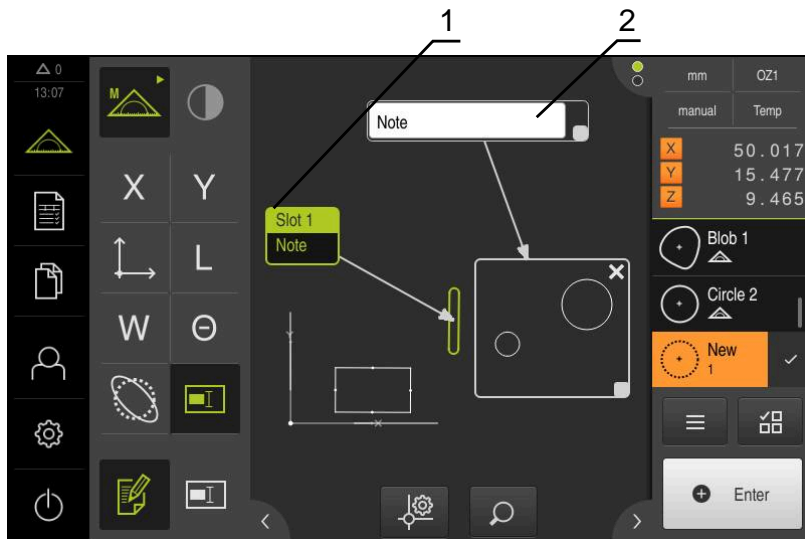 1
2
0
13:07
M
X
Y
L
W
Θ
Note
Slot 1
Note
Y
X
mm
OZ1
manual
Temp
X 50.017
Y 15.477
Z 9.465
Blob 1
Circle 2
New
1
Enter